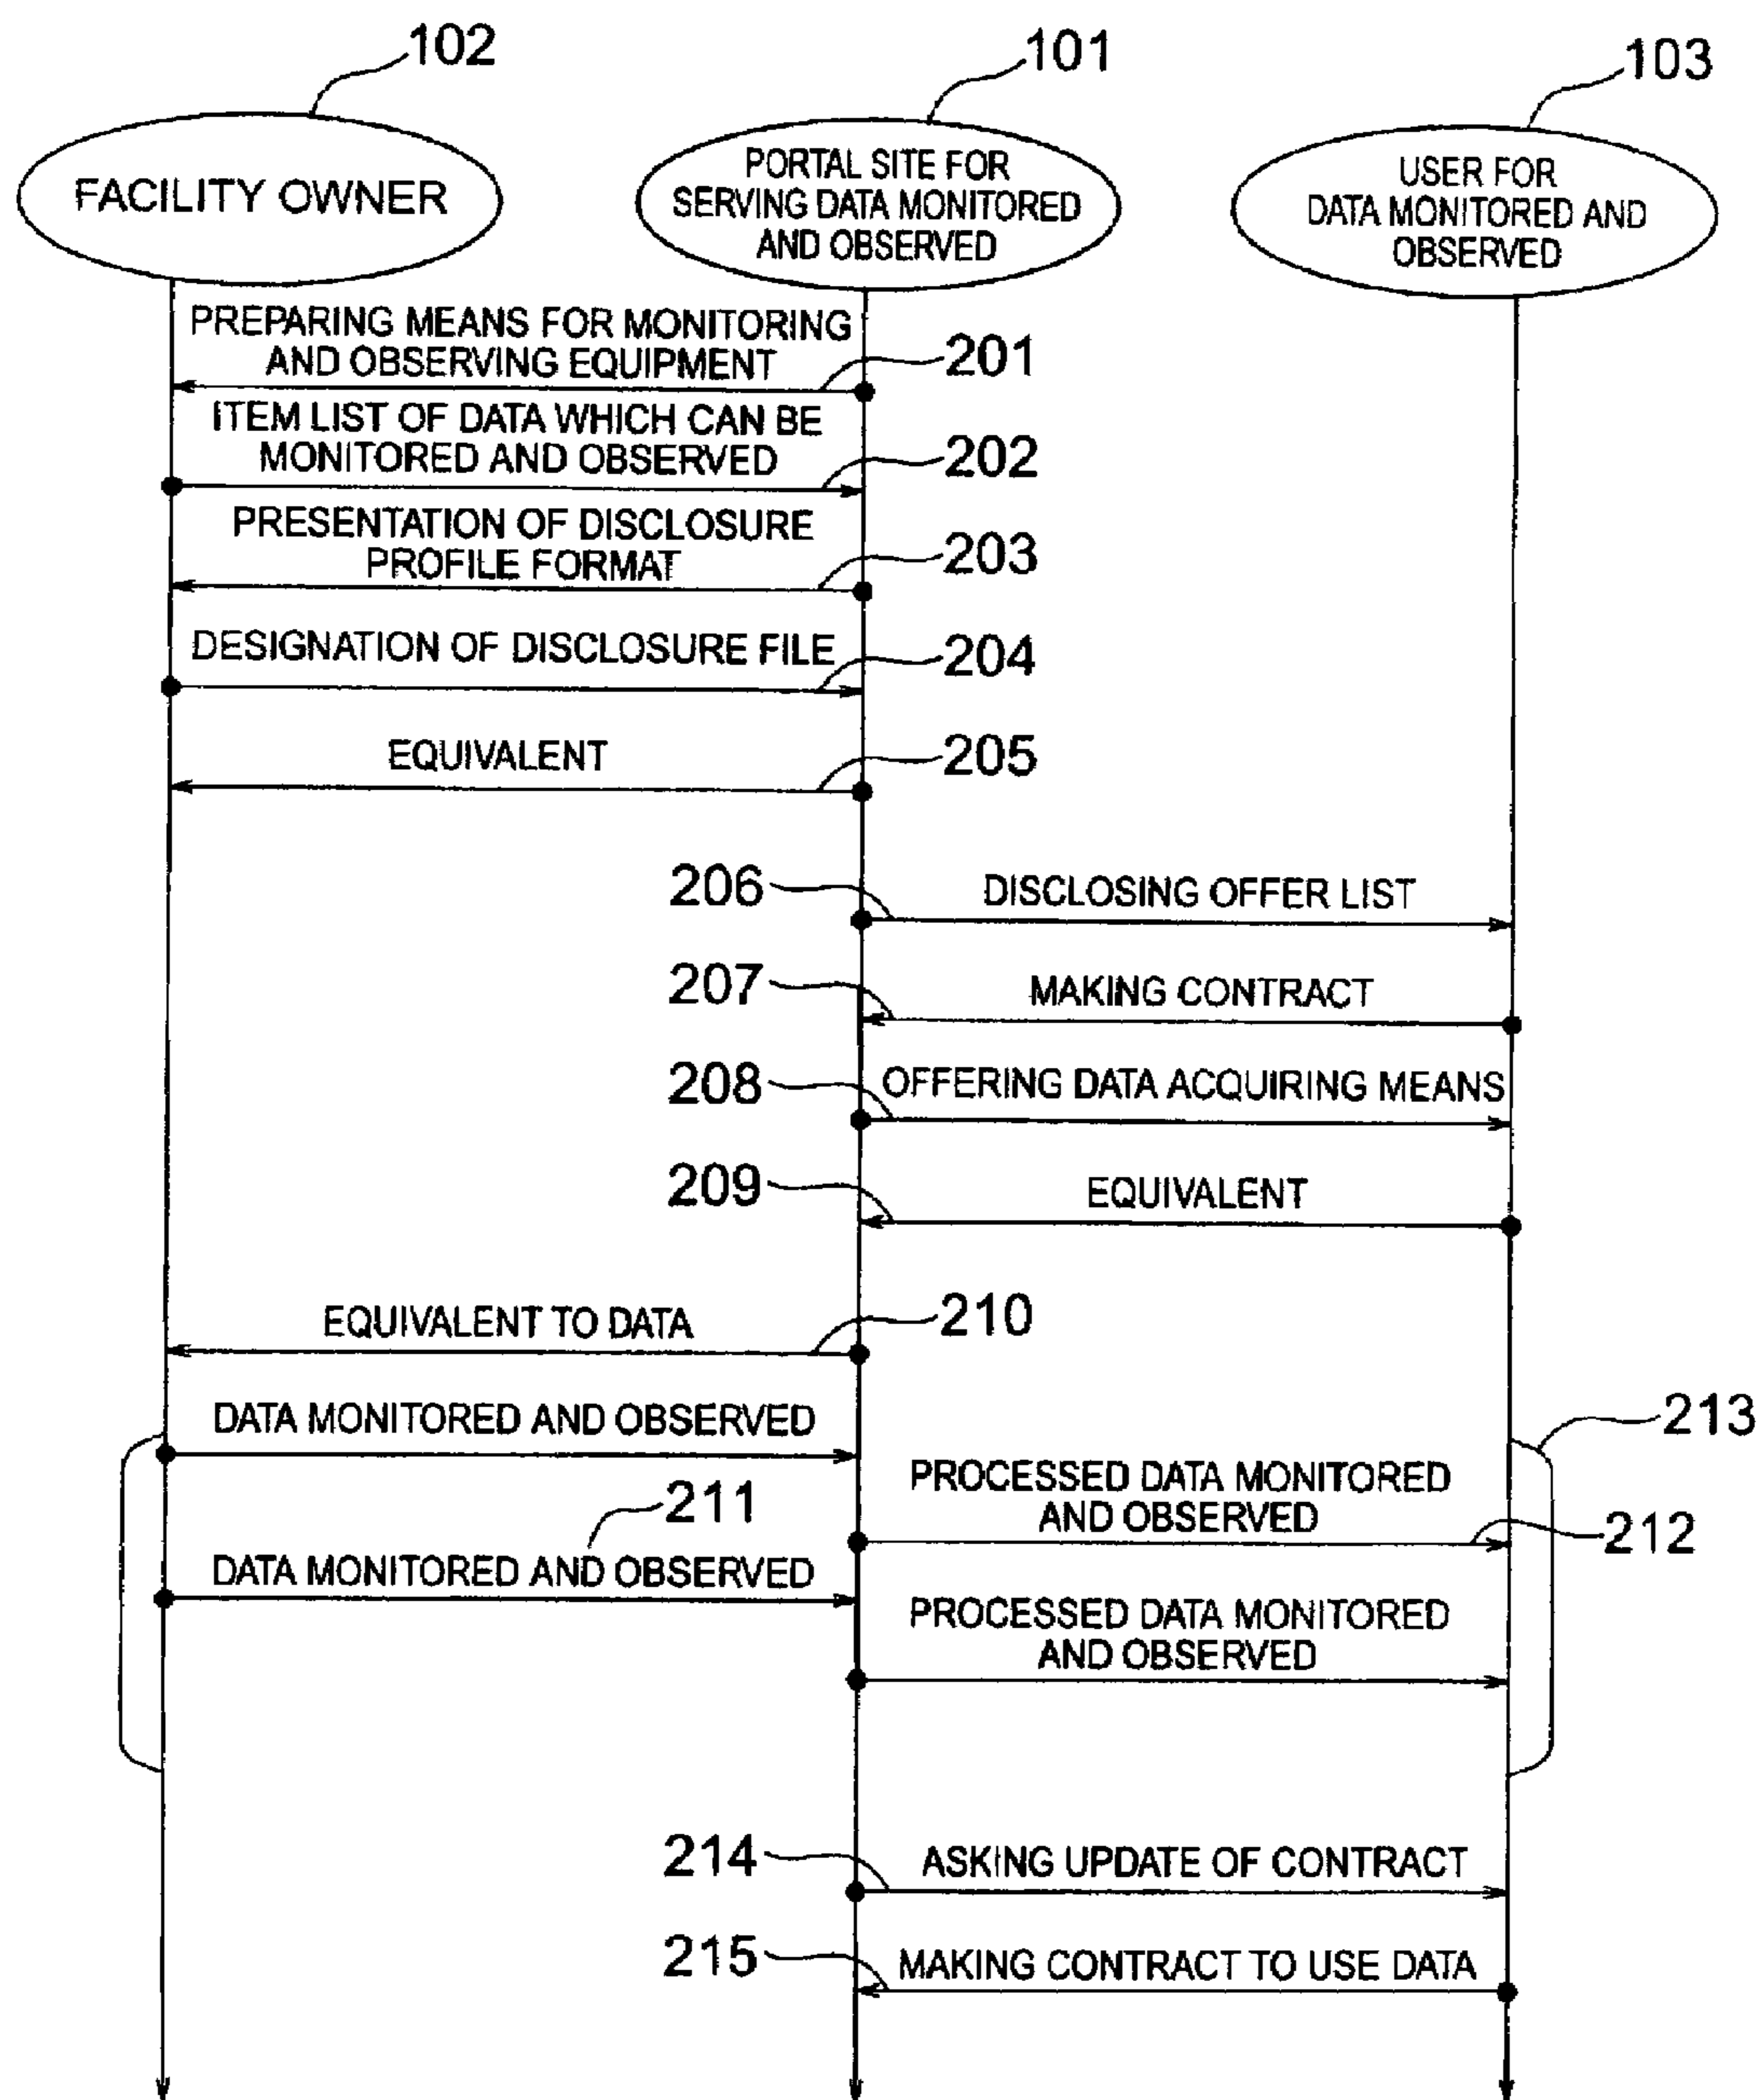 102
101
103
FACILITY OWNER
PORTAL SITE FOR
SERVING DATA MONITORED
AND OBSERVED
USER FOR
DATA MONITORED AND
OBSERVED
PREPARING MEANS FOR MONITORING
AND OBSERVING EQUIPMENT
201
ITEM LIST OF DATA WHICH CAN BE
MONITORED AND OBSERVED
202
PRESENTATION OF DISCLOSURE
PROFILE FORMAT
203
DESIGNATION OF DISCLOSURE FILE
204
EQUIVALENT
205
206
DISCLOSING OFFER LIST
207
MAKING CONTRACT
208
OFFERING DATA ACQUIRING MEANS
209
EQUIVALENT
EQUIVALENT TO DATA
210
DATA MONITORED AND OBSERVED
213
PROCESSED DATA MONITORED
AND OBSERVED
212
211
DATA MONITORED AND OBSERVED
PROCESSED DATA MONITORED
AND OBSERVED
214
ASKING UPDATE OF CONTRACT
215
MAKING CONTRACT TO USE DATA